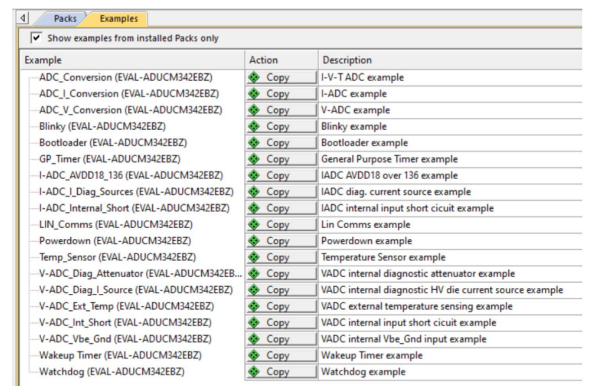 Packs Examples
Show examples from installed Packs only
Example Action Description
ADC_Conversion (EVAL-ADUCM342EBZ) Copy I-V-T ADC example
ADC_I_Conversion (EVAL-ADUCM342EBZ) Copy I-ADC example
ADC_V_Conversion (EVAL-ADUCM342EBZ) Copy V-ADC example
Blinky (EVAL-ADUCM342EBZ) Copy Blinky example
Bootloader (EVAL-ADUCM342EBZ) Copy Bootloader example
GP_Timer (EVAL-ADUCM342EBZ) Copy General Purpose Timer example
I-ADC_AVDD18_136 (EVAL-ADUCM342EBZ) Copy IADC AVDD18 over 136 example
I-ADC_I_Diag_Sources (EVAL-ADUCM342EBZ) Copy IADC diag. current source example
I-ADC_Internal_Short (EVAL-ADUCM342EBZ) Copy IADC internal input short cicuit example
LIN_Comms (EVAL-ADUCM342EBZ) Copy Lin Comms example
Powerdown (EVAL-ADUCM342EBZ) Copy Powerdown example
Temp_Sensor (EVAL-ADUCM342EBZ) Copy Temperature Sensor example
V-ADC_Diag_Attenuator (EVAL-ADUCM342EB... Copy VADC internal diagnostic attenuator example
V-ADC_Diag_I_Source (EVAL-ADUCM342EBZ) Copy VADC internal diagnostic HV die current source example
V-ADC_Ext_Temp (EVAL-ADUCM342EBZ) Copy VADC external temperature sensing example
V-ADC_Int_Short (EVAL-ADUCM342EBZ) Copy VADC internal input short cicuit example
V-ADC_Vbe_Gnd (EVAL-ADUCM342EBZ) Copy VADC internal Vbe_Gnd input example
Wakeup Timer (EVAL-ADUCM342EBZ) Copy Wakeup Timer example
Watchdog (EVAL-ADUCM342EBZ) Copy Watchdog example